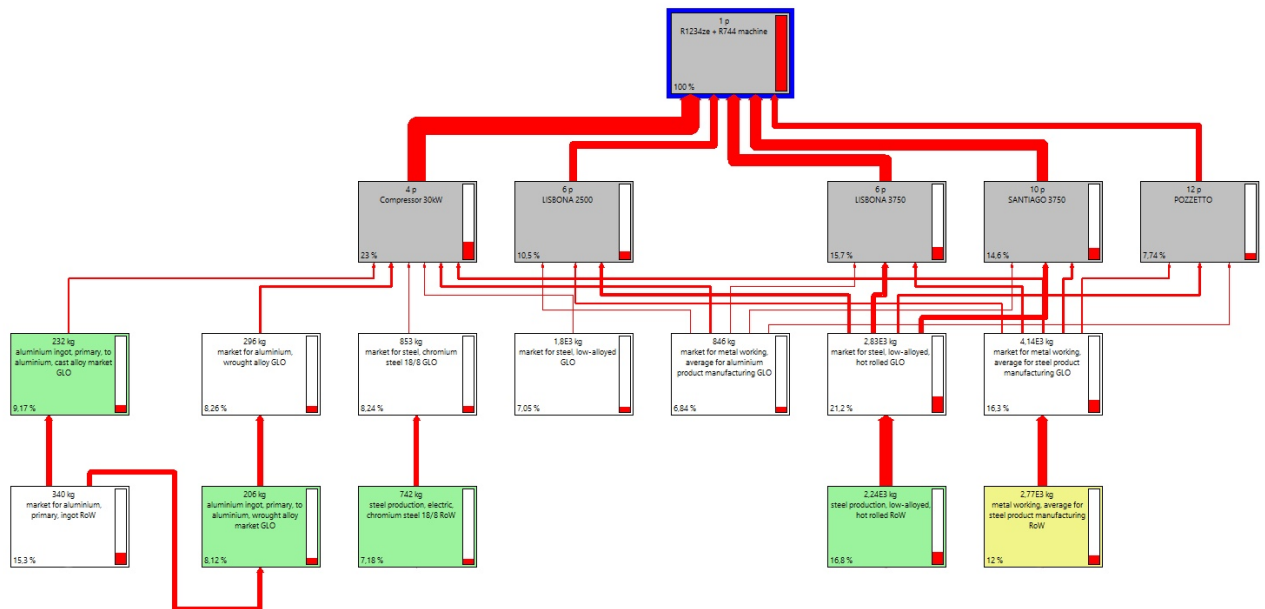 1 p
R1234ze + R744 machine
100 %
4 p
Compressor 30kW
23 %
6 p
LISBONA 2500
10,5 %
6 p
LISBONA 3750
15,7 %
10 p
SANTIAGO 3750
14,6 %
12 p
POZZETTO
7,74 %
232 kg
aluminium ingot, primary, to
aluminium, cast alloy market
GLO
9,17 %
296 kg
market for aluminium,
wrought alloy GLO
8,26 %
853 kg
market for steel, chromium
steel 18/8 GLO
8,24 %
1,8E3 kg
market for steel, low-alloyed
GLO
7,05 %
846 kg
market for metal working,
average for aluminium
product manufacturing GLO
6,84 %
2,83E3 kg
market for steel, low-alloyed,
hot rolled GLO
21,2 %
4,14E3 kg
market for metal working,
average for steel product
manufacturing GLO
16,3 %
340 kg
market for aluminium,
primary, ingot RoW
15,3 %
206 kg
aluminium ingot, primary, to
aluminium, wrought alloy
market GLO
8,12 %
742 kg
steel production, electric,
chromium steel 18/8 RoW
7,18 %
2,24E3 kg
steel production, low-alloyed,
hot rolled RoW
16,8 %
2,77E3 kg
metal working, average for
steel product manufacturing
RoW
12 %